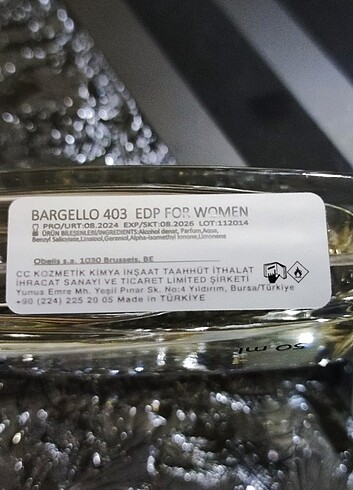 BARGELLO 403 EDP FOR WOMEN
PRO/URT:08.2024 EXP/SKT:08.2026 LOT:112014
ÜRÜN BİLEŞENLERİ/INGREDIENTS:Alcohol denat, Parfum,Aqua,
Benzyl Salicylate,Linalool,Geraniol,Alpha-Isomethyl Ionone,Limonene
Obelis s.a. 1030 Brussels, BE
CC KOZMETİK KİMYA İNŞAAT TAAHHÜT İTHALAT
İHRACAT SANAYİ VE TİCARET LİMİTED ŞİRKETİ
Yunus Emre Mh. Yeşil Pınar Sk. No:4 Yıldırım, Bursa/Türkiye
+90 (224) 225 20 05 Made in TÜRKİYE
50 ml